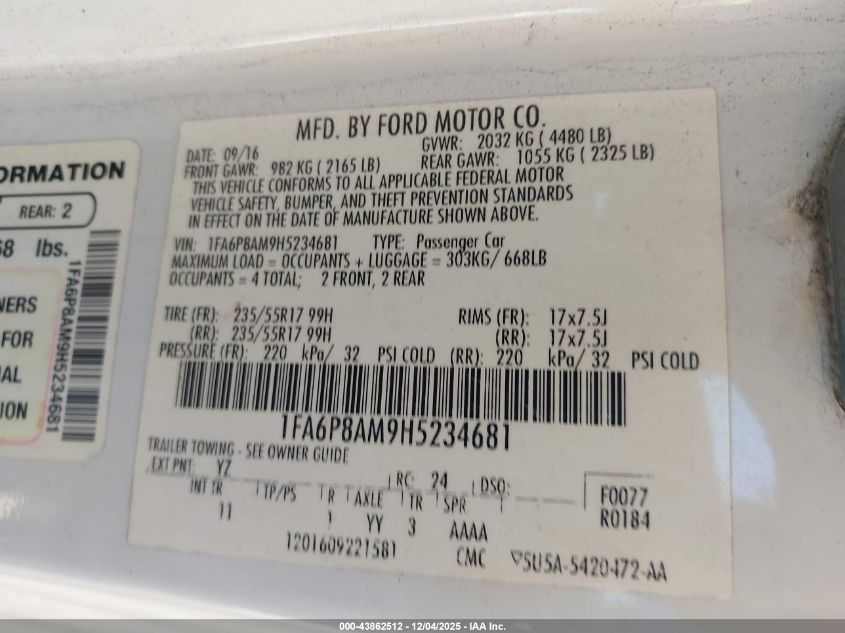 ORMATION
REAR: 2
68 lbs.
NERS
FOR
IAL
ION
1FA6P8AM9H5234681
MFD. BY FORD MOTOR CO.
DATE: 09/16 GVWR: 2032 KG ( 4480 LB)
FRONT GAWR: 982 KG ( 2165 LB) REAR GAWR: 1055 KG ( 2325 LB)
THIS VEHICLE CONFORMS TO ALL APPLICABLE FEDERAL MOTOR
VEHICLE SAFETY, BUMPER, AND THEFT PREVENTION STANDARDS
IN EFFECT ON THE DATE OF MANUFACTURE SHOWN ABOVE.
VIN: 1FA6P8AM9H5234681 TYPE: Passenger Car
MAXIMUM LOAD = OCCUPANTS + LUGGAGE = 303KG/ 668LB
OCCUPANTS = 4 TOTAL; 2 FRONT, 2 REAR
TIRE (FR): 235/55R17 99H RIMS (FR): 17x7.5J
(RR): 235/55R17 99H (RR): 17x7.5J
PRESSURE (FR): 220 kPa/ 32 PSI COLD (RR): 220 kPa/ 32 PSI COLD
1FA6P8AM9H5234681
TRAILER TOWING - SEE OWNER GUIDE
EXT PNT: YZ RC: 24 DSO: F0077
INT TR TP/PS R AXLE TR SPR R0184
11 1 YY 3 AAAA
1201609221581 CMC 5U5A-5420472-AA
000-43862512 - 12/04/2025 - IAA Inc.